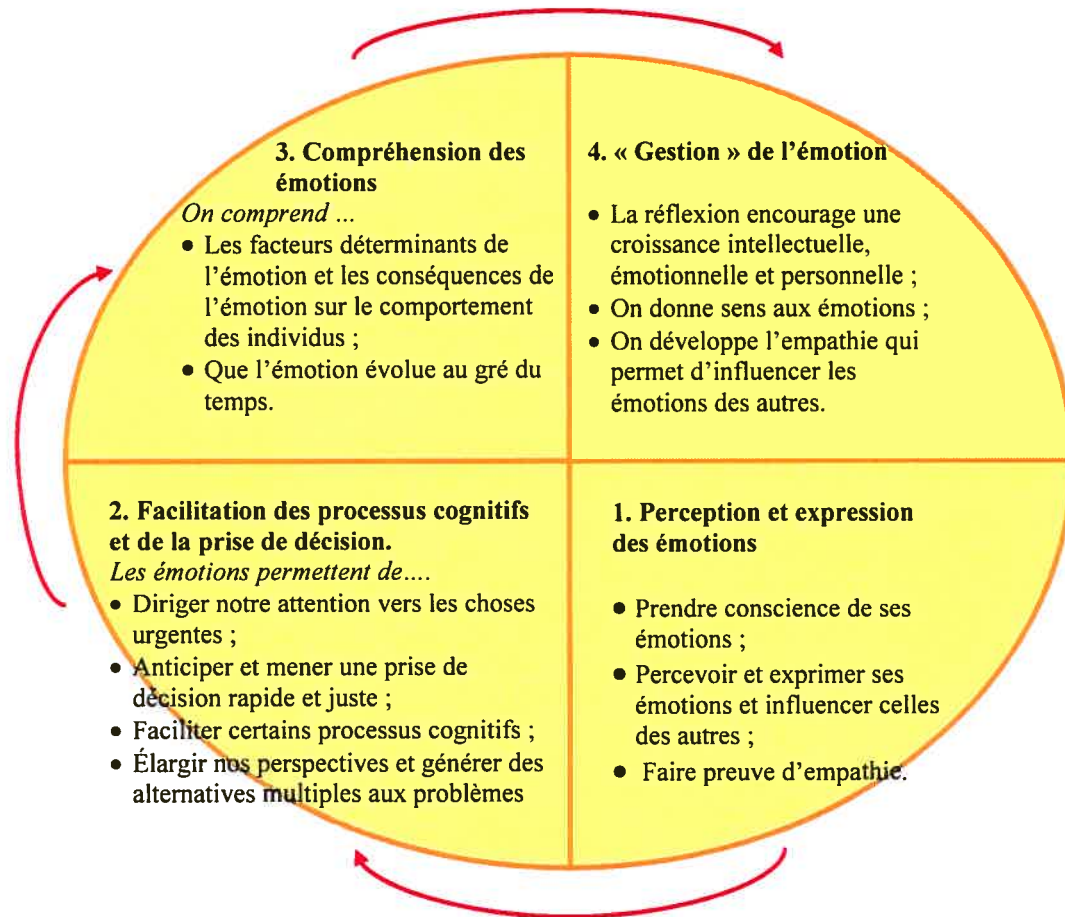 3. Compréhension des
émotions
On comprend ...
• Les facteurs déterminants de
l'émotion et les conséquences de
l'émotion sur le comportement
des individus ;
• Que l'émotion évolue au gré du
temps.
4. « Gestion » de l'émotion
• La réflexion encourage une
croissance intellectuelle,
émotionnelle et personnelle ;
• On donne sens aux émotions ;
• On développe l'empathie qui
permet d'influencer les
émotions des autres.
2. Facilitation des processus cognitifs
et de la prise de décision.
Les émotions permettent de....
• Diriger notre attention vers les choses
urgentes ;
• Anticiper et mener une prise de
décision rapide et juste ;
• Faciliter certains processus cognitifs ;
• Élargir nos perspectives et générer des
alternatives multiples aux problèmes
1. Perception et expression
des émotions
• Prendre conscience de ses
émotions ;
• Percevoir et exprimer ses
émotions et influencer celles
des autres ;
• Faire preuve d'empathie.